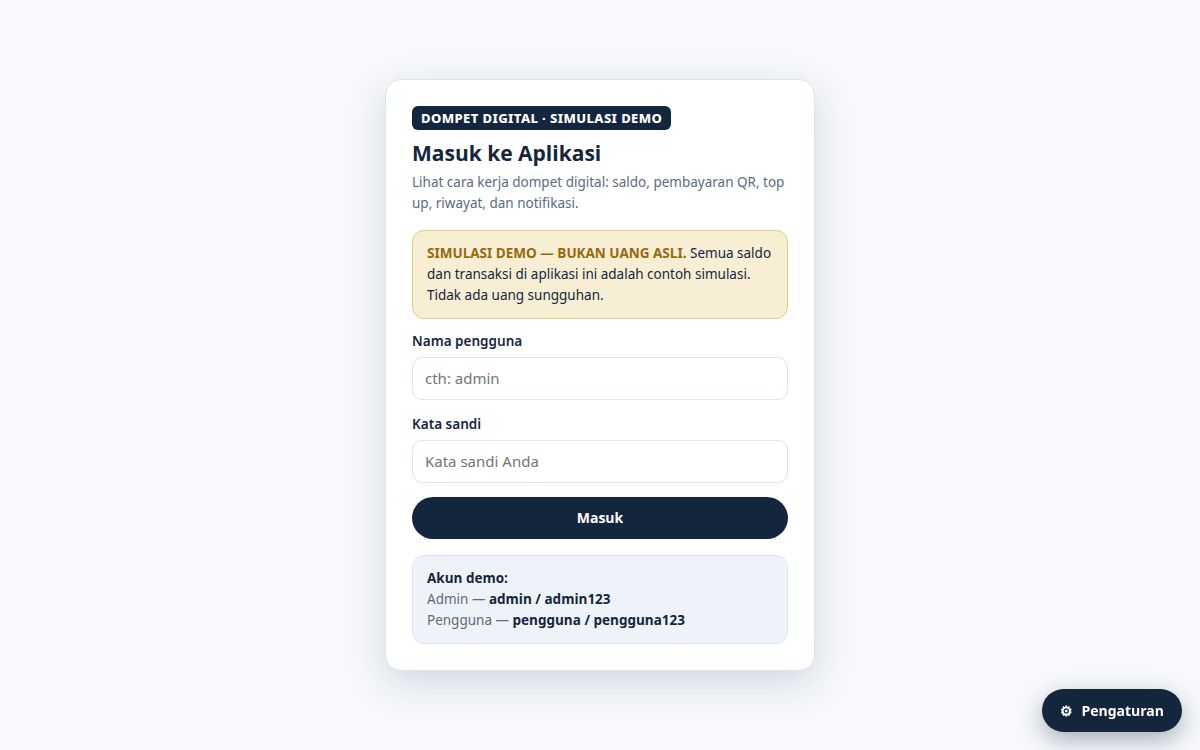 DOMPET DIGITAL · SIMULASI DEMO
Masuk ke Aplikasi
Lihat cara kerja dompet digital: saldo, pembayaran QR, top
up, riwayat, dan notifikasi.
SIMULASI DEMO — BUKAN UANG ASLI. Semua saldo
dan transaksi di aplikasi ini adalah contoh simulasi.
Tidak ada uang sungguhan.
Nama pengguna
cth: admin
Kata sandi
Kata sandi Anda
Masuk
Akun demo:
Admin — admin / admin123
Pengguna — pengguna / pengguna123
⚙ Pengaturan